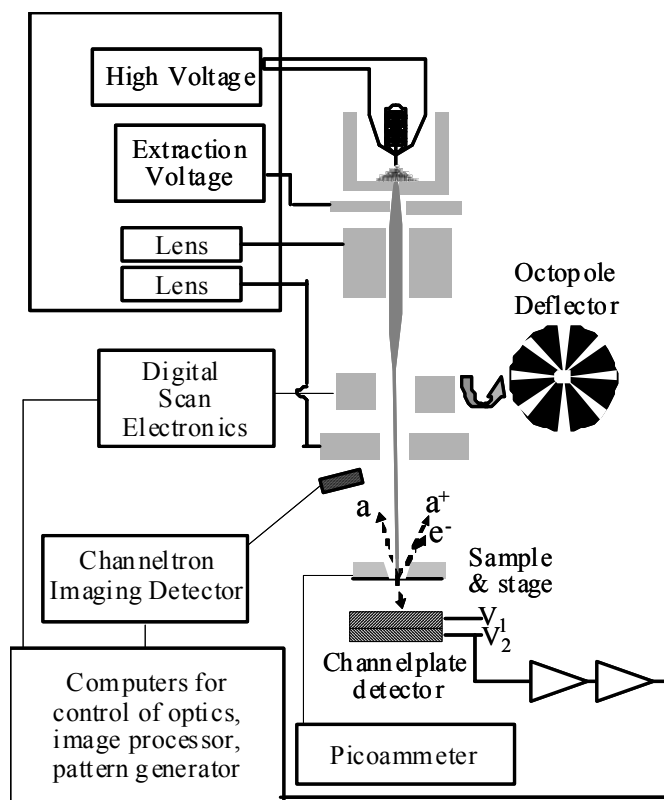 High Voltage
Extraction
Voltage
Lens
Lens
Octopole
Deflector
Digital
Scan
Electronics
a
a+
e-
Channeltron
Imaging Detector
Sample
& stage
V1
V2
Channelplate
detector
Computers for
control of optics,
image processor,
pattern generator
Picoammeter